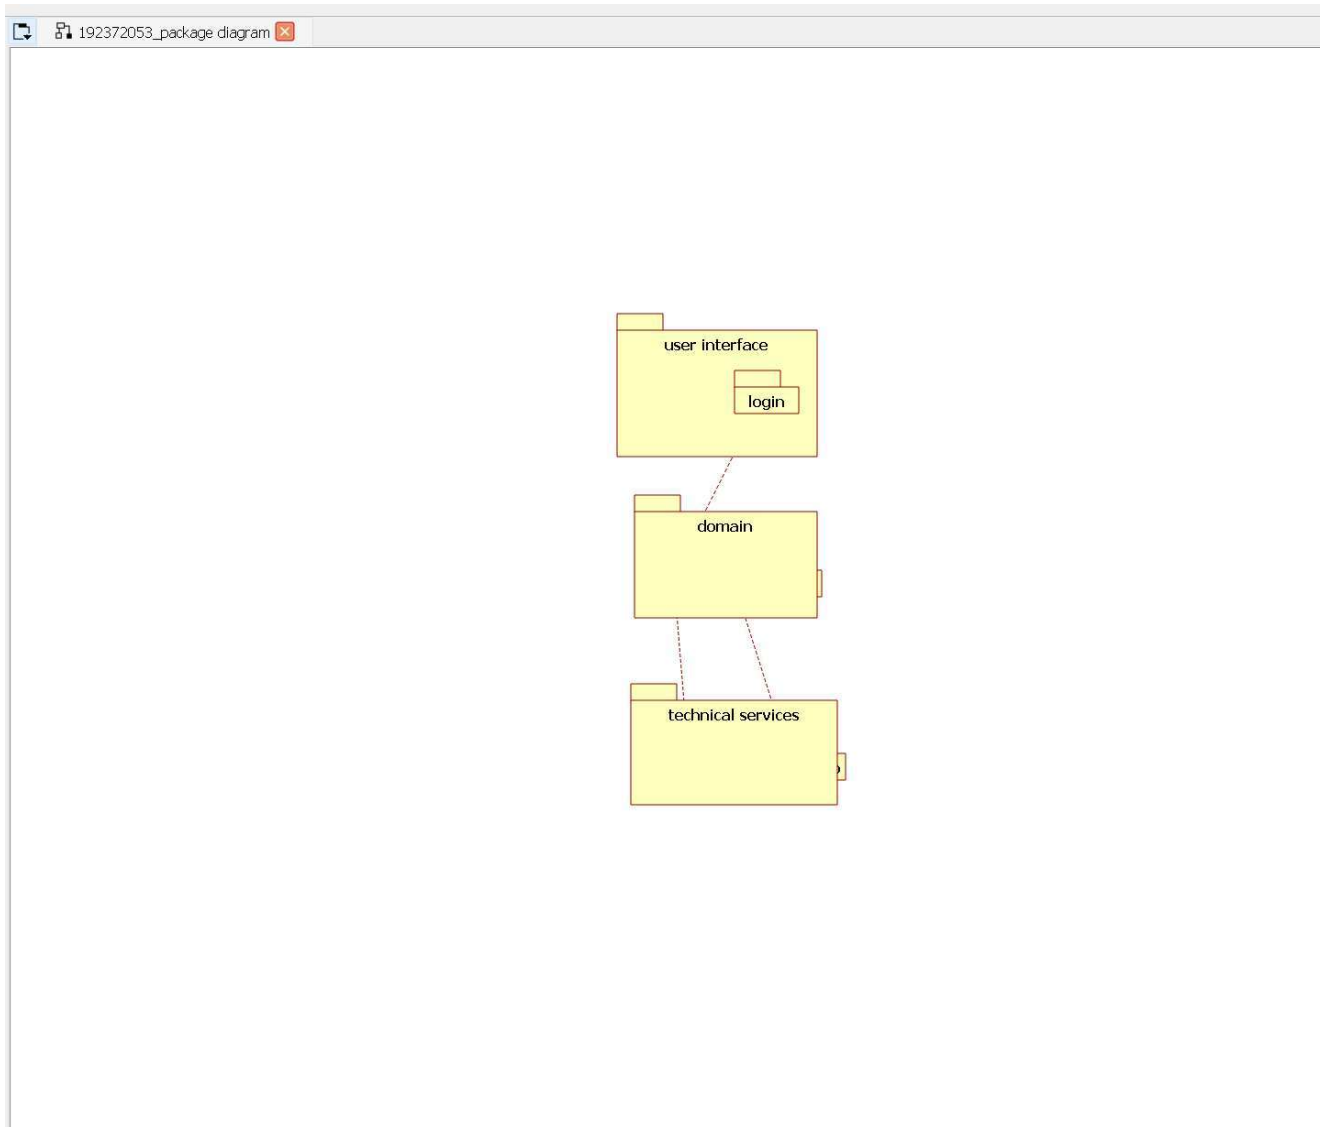 192372053_package diagram
user interface
login
domain
technical services